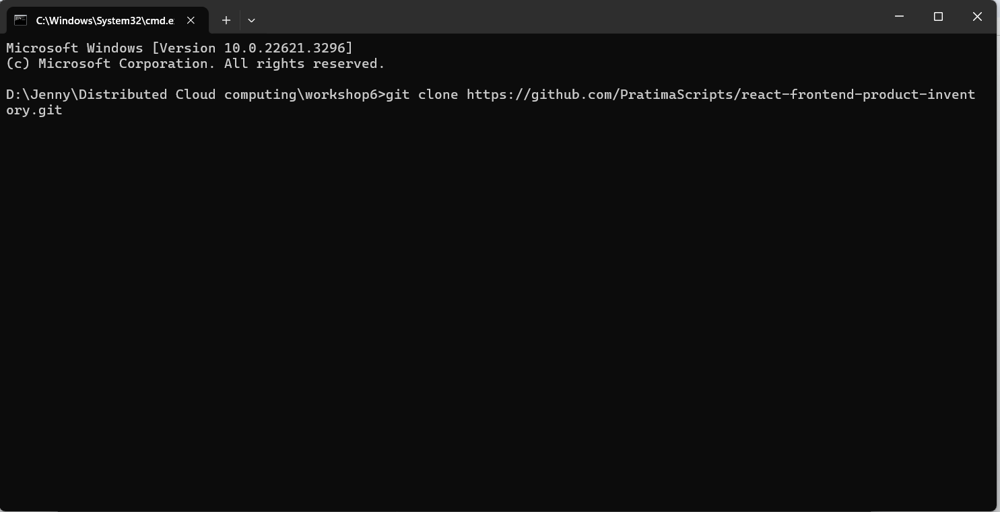 C:\Windows\System32\cmd.e
Microsoft Windows [Version 10.0.22621.3296]
(c) Microsoft Corporation. All rights reserved.
D:\Jenny\Distributed Cloud computing\workshop6>git clone https://github.com/PratimaScripts/react-frontend-product-invent
ory.git